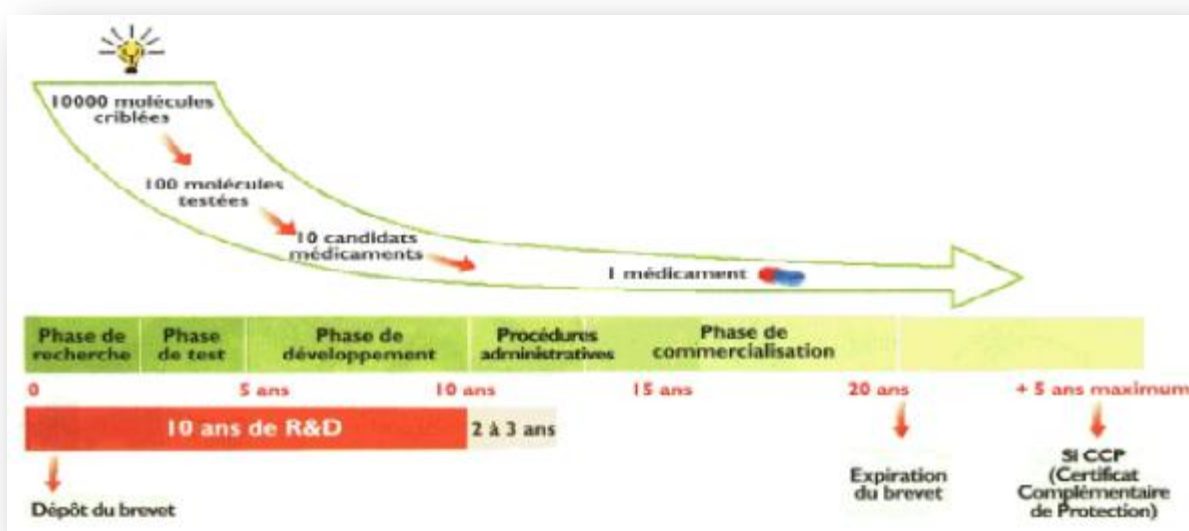 10000 molécules
criblées
100 molécules
testées
10 candidats
médicaments
1 médicament
Phase de
recherche
Phase
de test
Phase de
développement
Procédures
administratives
Phase de
commercialisation
0
5 ans
10 ans
15 ans
20 ans
+ 5 ans maximum
10 ans de R&D
2 à 3 ans
Dépôt du brevet
Expiration
du brevet
SI CCP
(Certificat
Complémentaire
de Protection)